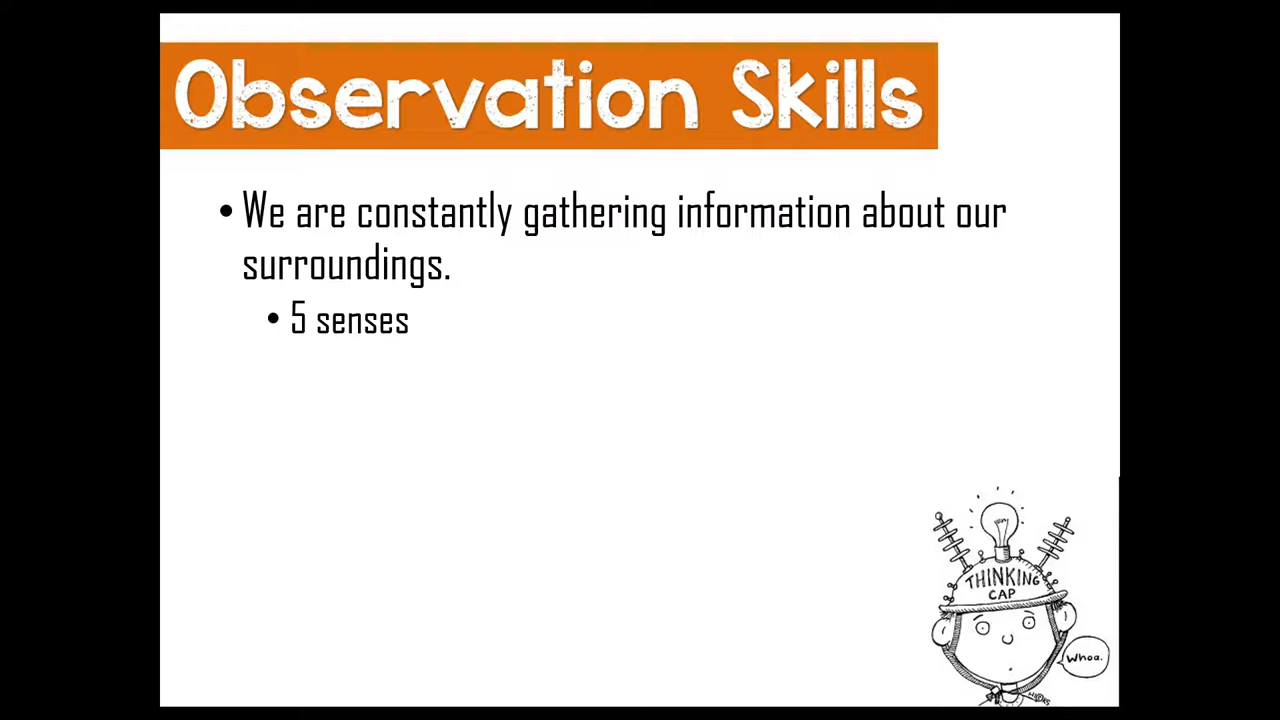 Observation Skills
• We are constantly gathering information about our
surroundings.
• 5 senses
THINKING
CAP
Whoa.